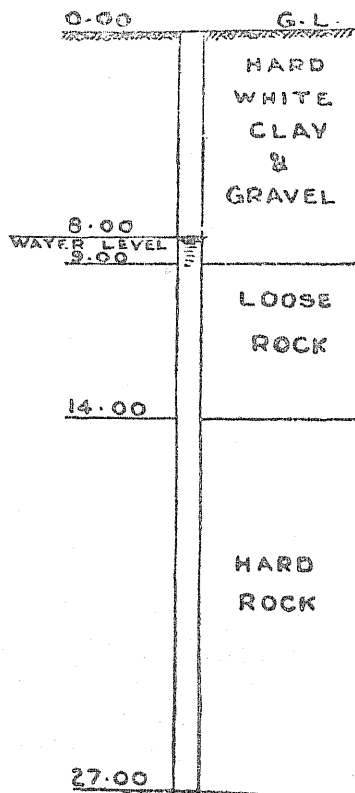 0.00 G.L.
HARD
WHITE
CLAY
&
GRAVEL
8.00
WATER LEVEL
9.00
LOOSE
ROCK
14.00
HARD
ROCK
27.00